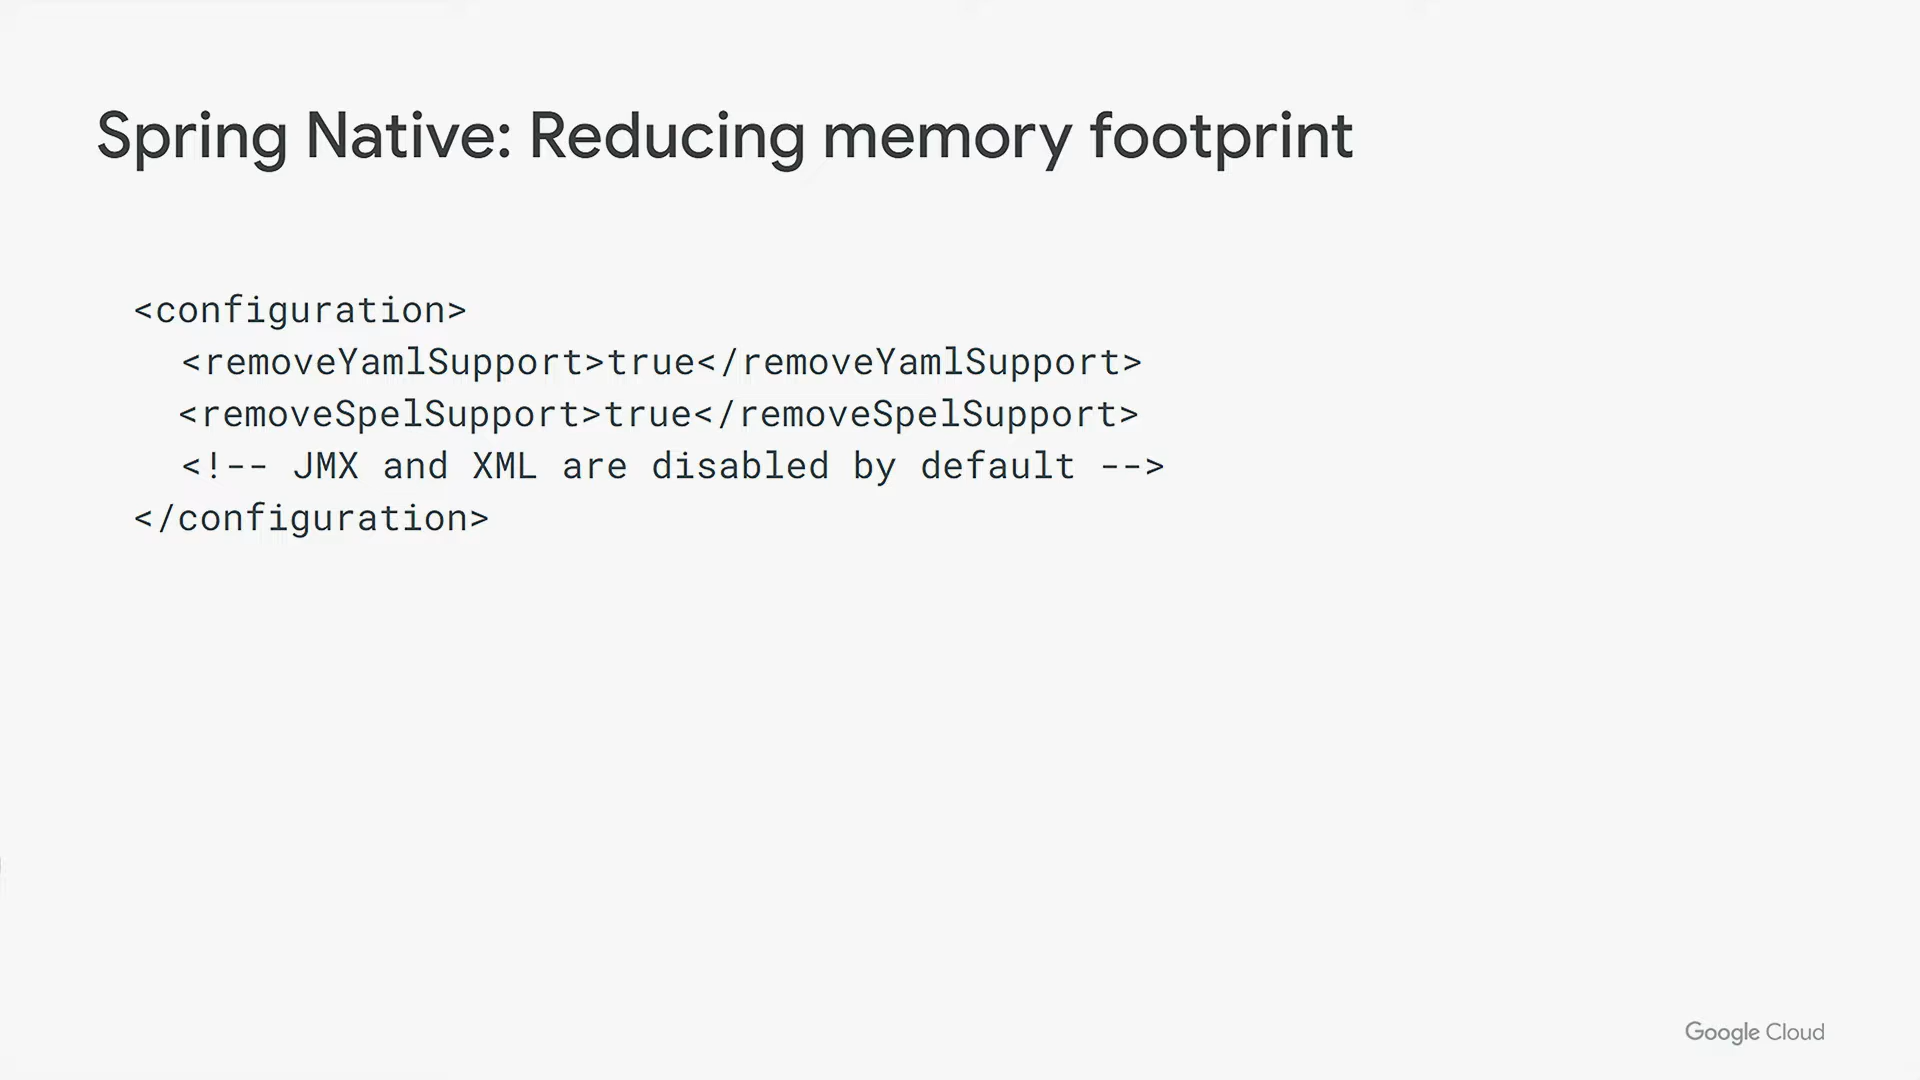 Spring Native: Reducing memory footprint
<configuration>
<removeYamlSupport>true</removeYamlSupport>
<removeSpelSupport>true</removeSpelSupport>
<!-- JMX and XML are disabled by default -->
</configuration>
Google Cloud